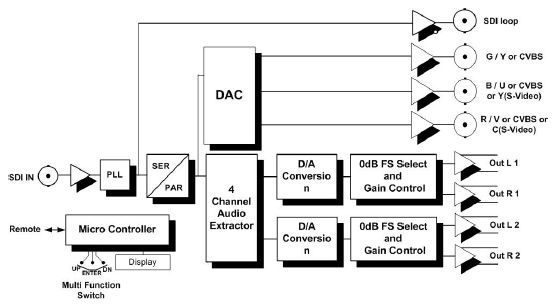 SDI loop
G / Y or CVBS
DAC
B / U or CVBS
or Y(S-Video)
R / V or CVBS or
C(S-Video)
SDI IN
PLL
SER
PAR
4
Channel
Audio
Extractor
D/A
Conversio
n
0dB FS Select
and
Gain Control
Out L 1
Out R 1
D/A
Conversio
n
0dB FS Select
and
Gain Control
Out L 2
Out R 2
Remote
Micro Controller
UP
ENTER
DN
Display
Multi Function
Switch